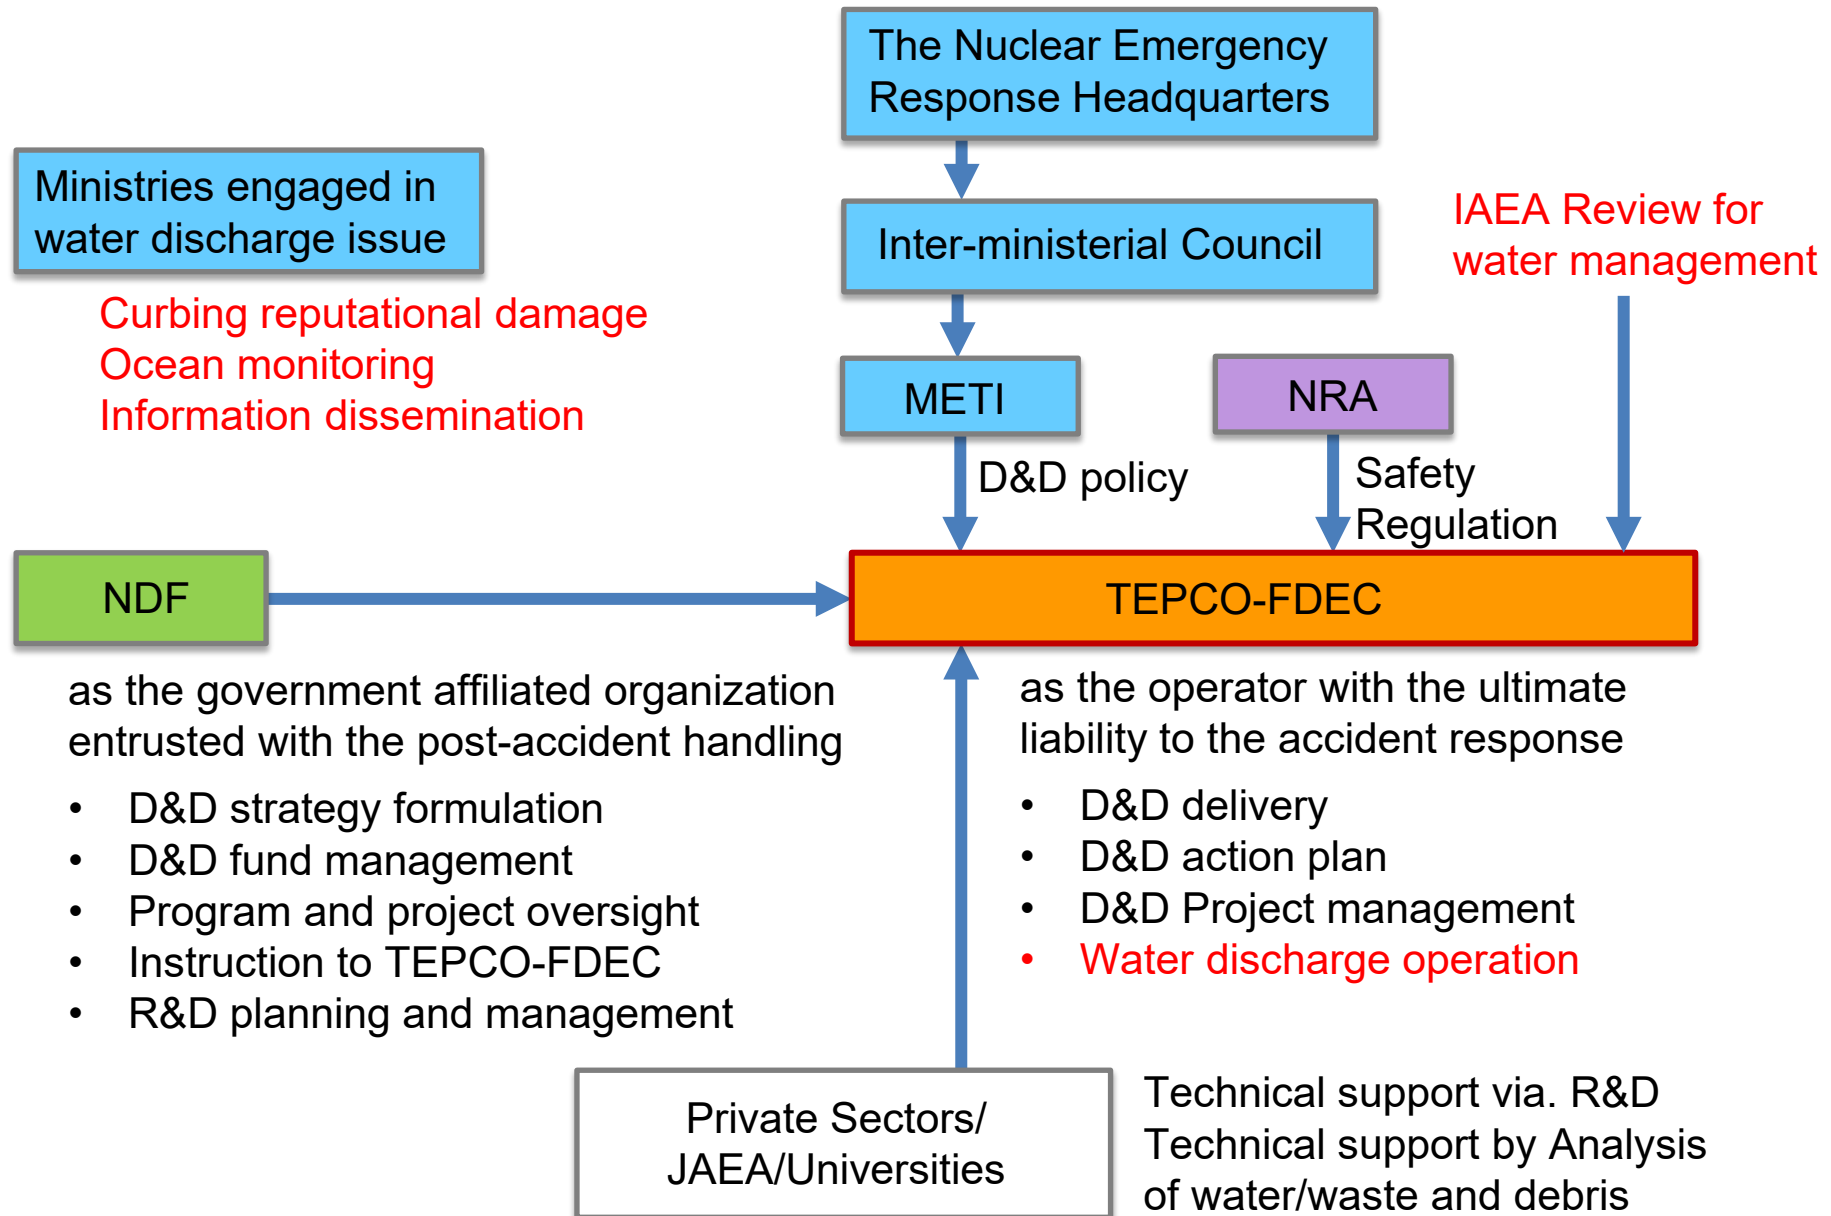 The Nuclear Emergency
Response Headquarters
Ministries engaged in
water discharge issue
Curbing reputational damage
Ocean monitoring
Information dissemination
Inter-ministerial Council
IAEA Review for
water management
METI
NRA
D&D policy
Safety
Regulation
NDF
TEPCO-FDEC
as the government affiliated organization
entrusted with the post-accident handling
• D&D strategy formulation
• D&D fund management
• Program and project oversight
• Instruction to TEPCO-FDEC
• R&D planning and management
as the operator with the ultimate
liability to the accident response
• D&D delivery
• D&D action plan
• D&D Project management
• Water discharge operation
Private Sectors/
JAEA/Universities
Technical support via. R&D
Technical support by Analysis
of water/waste and debris